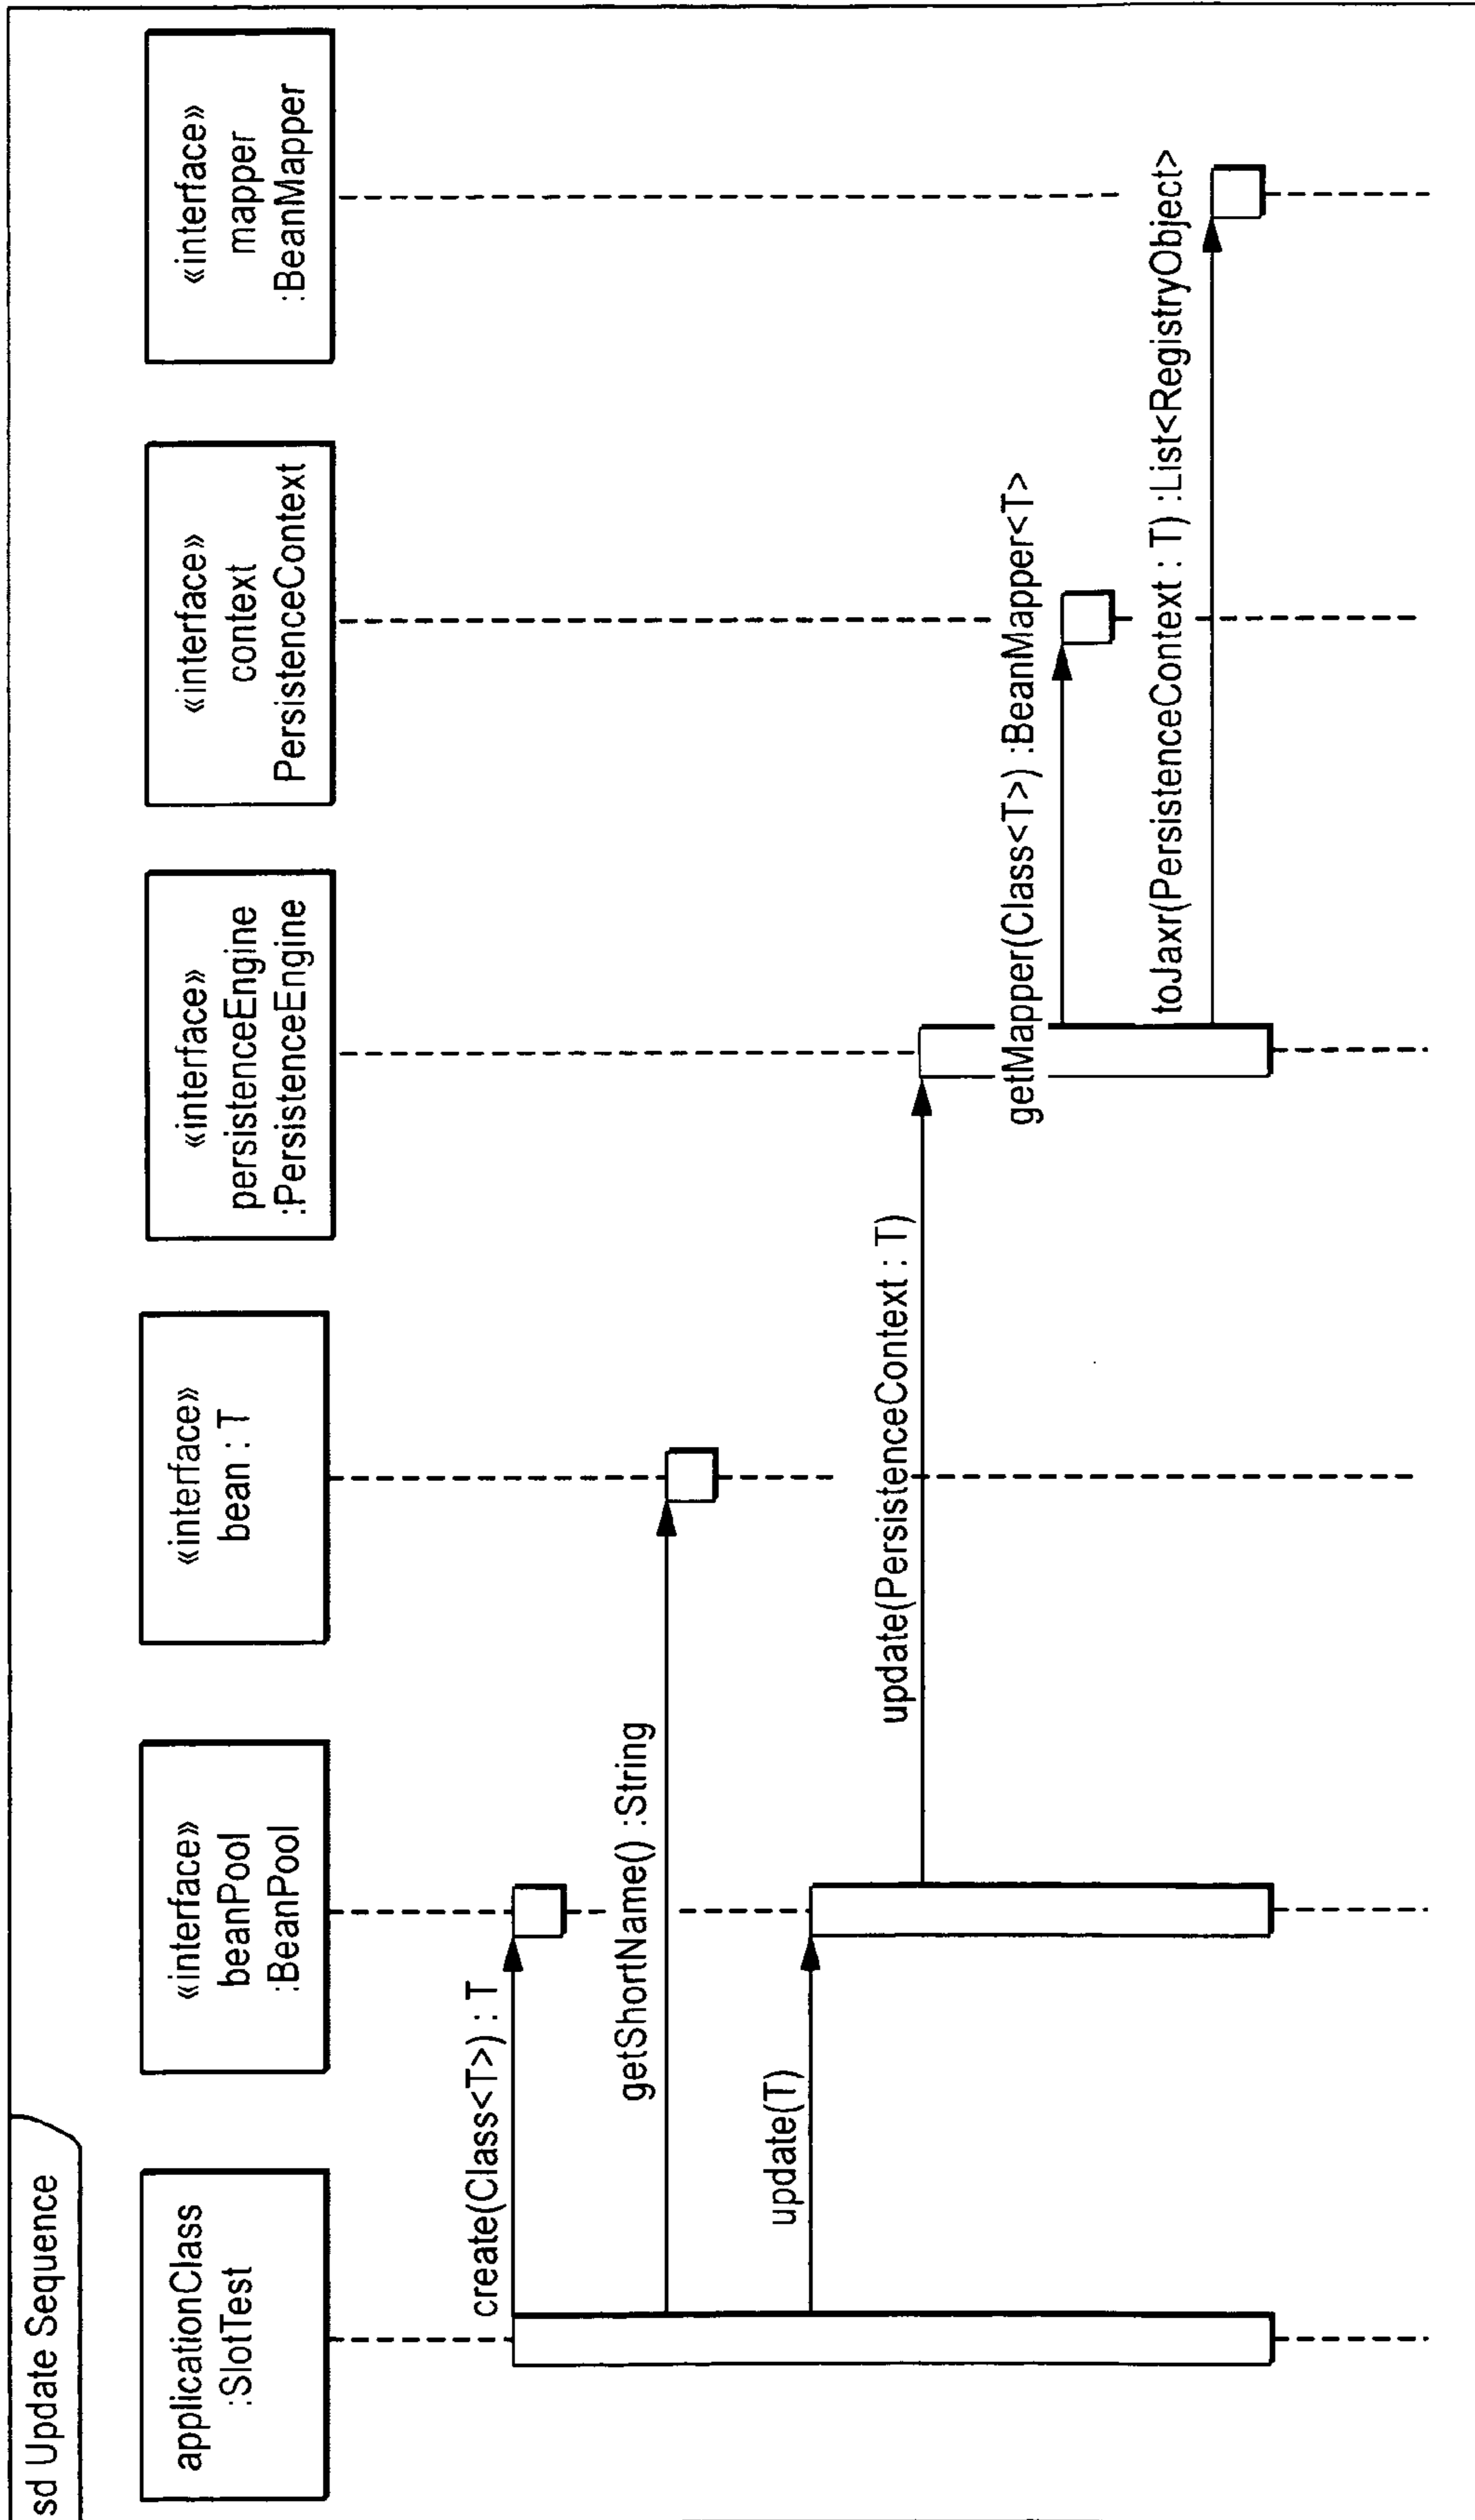 sd Update Sequence
applicationClass
:SlotTest
«interface»
beanPool
:BeanPool
«interface»
bean : T
«interface»
persistenceEngine
:PersistenceEngine
«interface»
context
PersistenceContext
«interface»
mapper
:BeanMapper
create(Class<T>) : T
getShortName() :String
update(T)
update(PersistenceContext : T)
getMapper(Class<T>) :BeanMapper<T>
toJaxr(PersistenceContext : T) :List<RegistryObject>